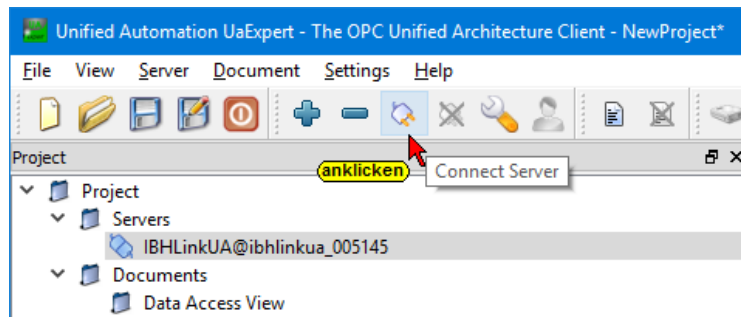 Unified Automation UaExpert - The OPC Unified Architecture Client - NewProject*
File View Server Document Settings Help
Project
anklicken
Connect Server
Project
Servers
IBHLinkUA@ibhlinkua_005145
Documents
Data Access View